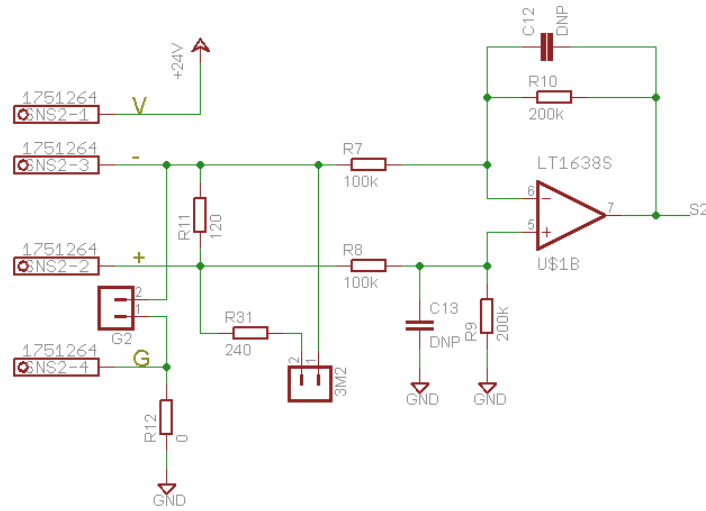 C12
DNP
+24V
R10
200k
1751264
SNS2-1
V
1751264
SNS2-3
-
R7
100k
LT1638S
6
-
7
S2
5
+
U$1B
R11
120
1751264
SNS2-2
+
R8
100k
2
1
G2
R31
240
C13
DNP
R9
200k
1751264
SNS2-4
G
2
1
3M2
GND
GND
R12
0
GND